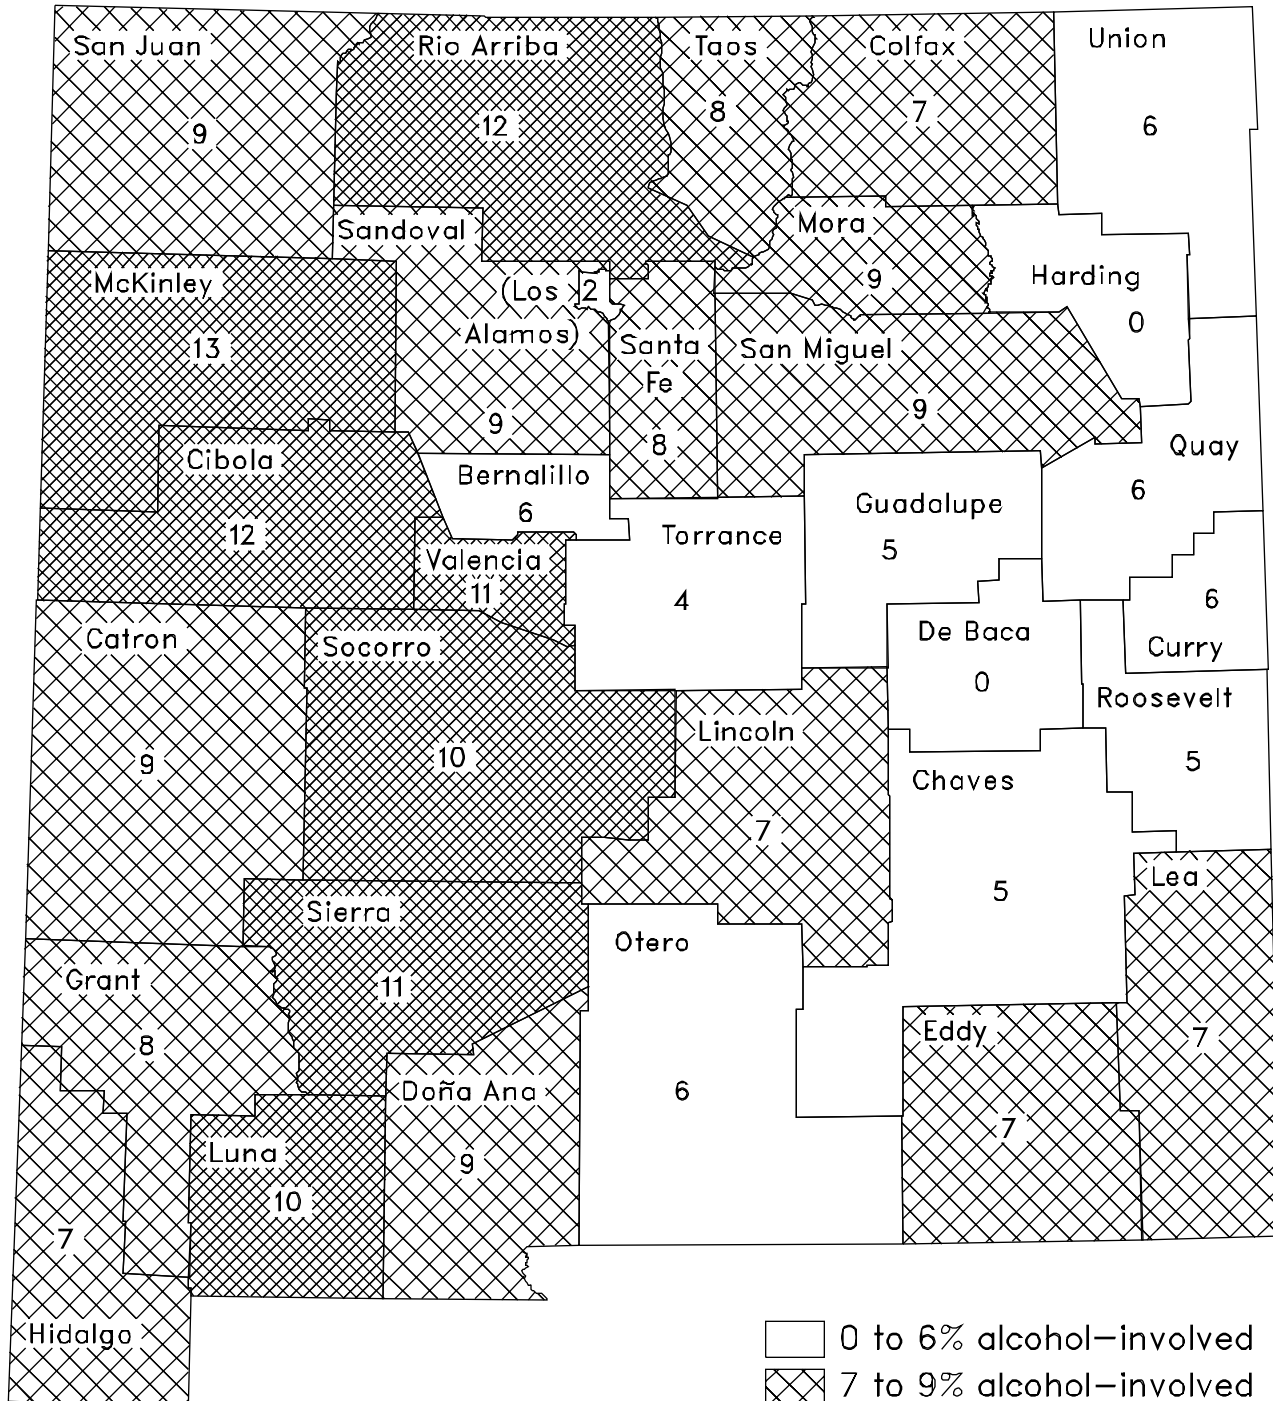 San Juan
9
Rio Arriba
12
Taos
8
Colfax
7
Union
6
Sandoval
9
(Los 2
Alamos)
Mora
9
Harding
0
McKinley
13
Santa
Fe
8
San Miguel
9
Quay
6
Cibola
12
Bernalillo
6
Guadalupe
5
Torrance
4
Valencia
11
6
Curry
De Baca
0
Catron
9
Socorro
10
Roosevelt
5
Lincoln
7
Chaves
5
Lea
7
Sierra
11
Otero
6
Grant
8
Eddy
7
Doña Ana
9
Luna
10
7
Hidalgo
0 to 6% alcohol-involved
7 to 9% alcohol-involved